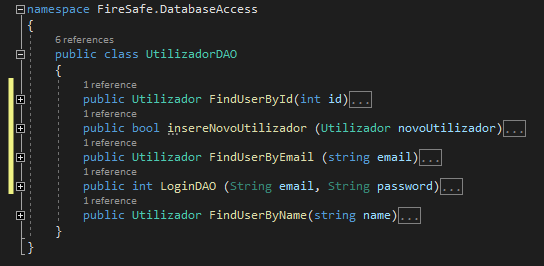 namespace FireSafe.DatabaseAccess
{
6 references
public class UtilizadorDAO
{
1 reference
public Utilizador FindUserById(int id)...
1 reference
public bool insereNovoUtilizador (Utilizador novoUtilizador)...
1 reference
public Utilizador FindUserByEmail (string email)...
1 reference
public int LoginDAO (String email, String password)...
1 reference
public Utilizador FindUserByName(string name)...
}
}